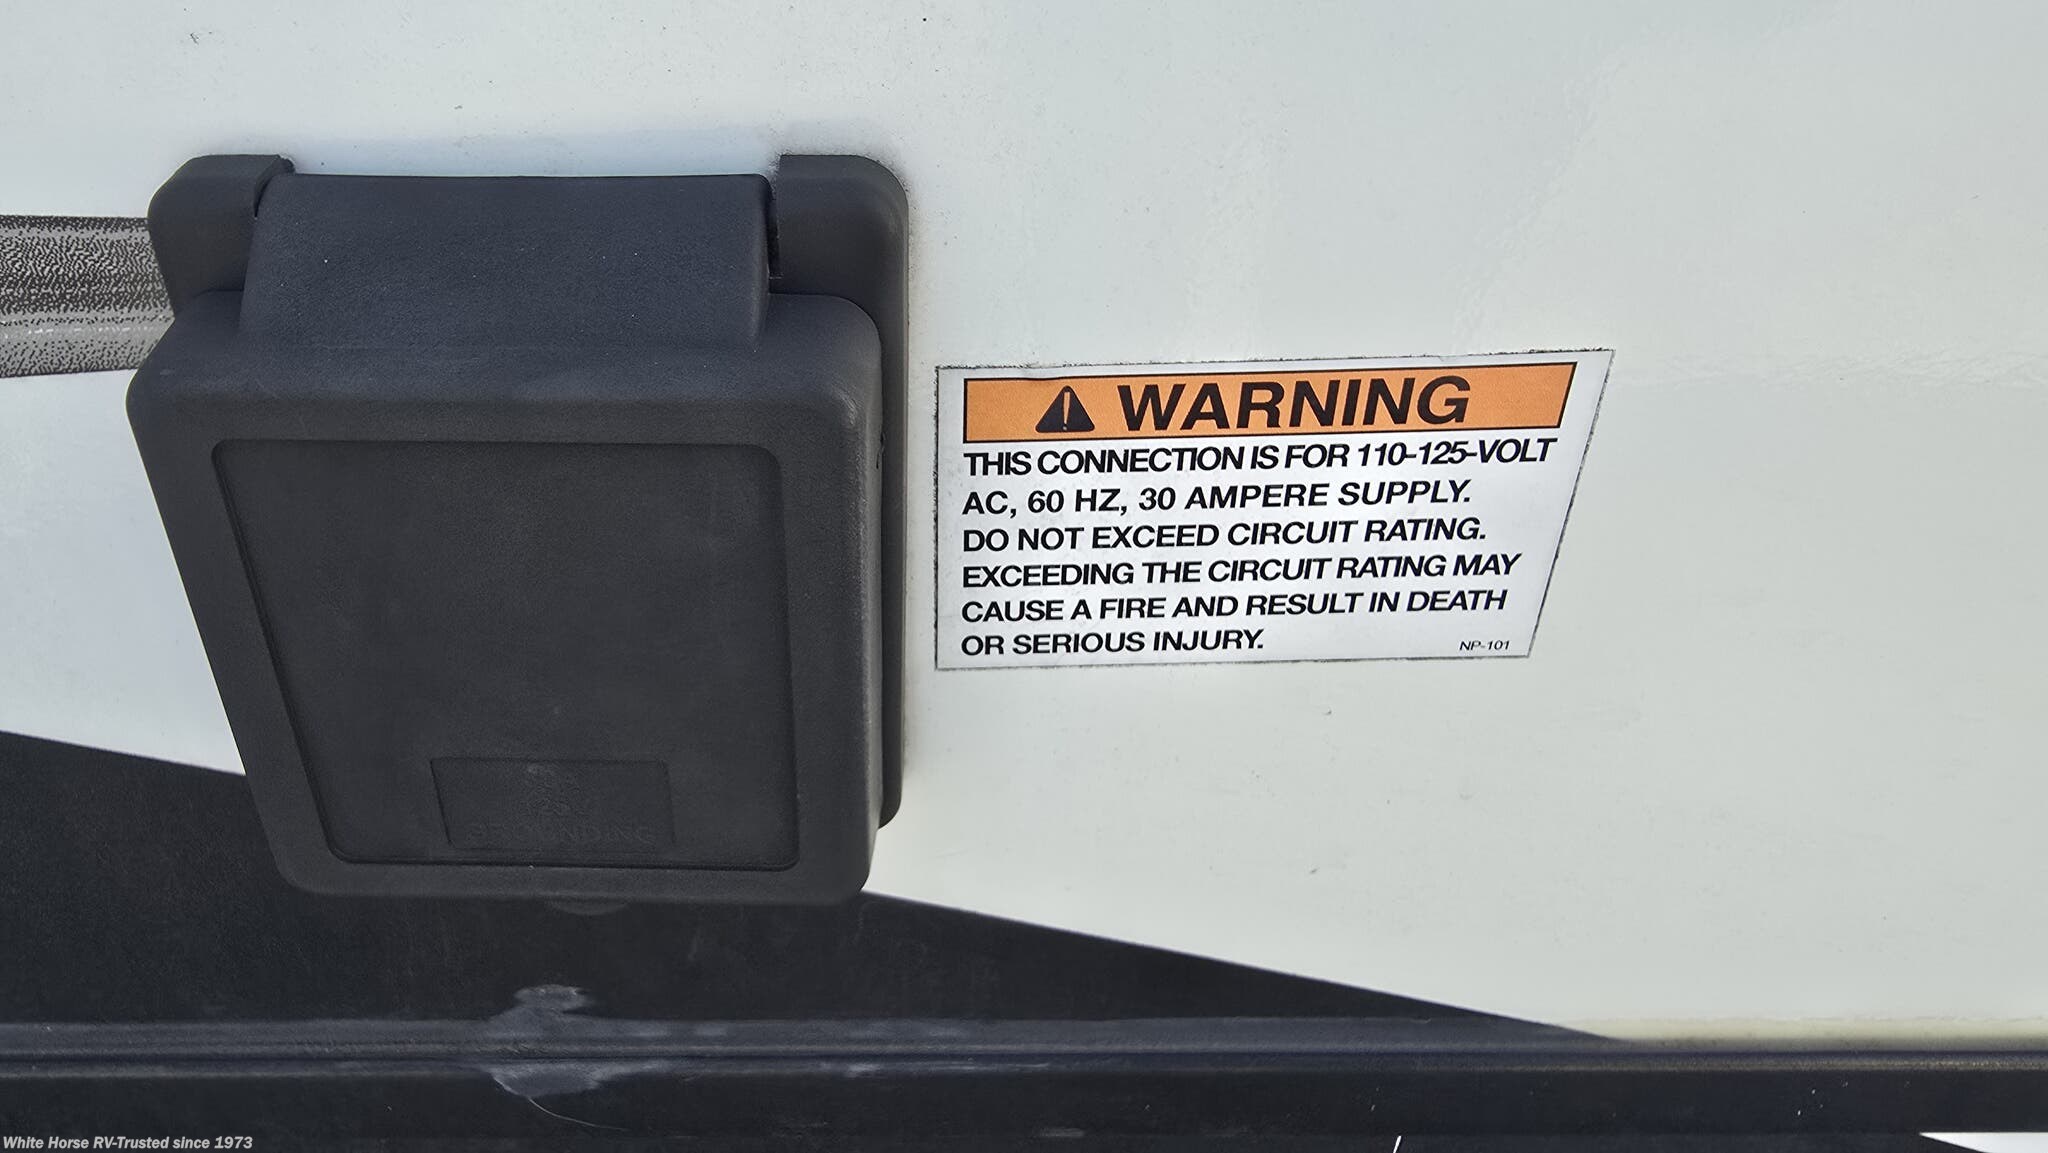 WARNING
THIS CONNECTION IS FOR 110-125-VOLT
AC, 60 HZ, 30 AMPERE SUPPLY.
DO NOT EXCEED CIRCUIT RATING.
EXCEEDING THE CIRCUIT RATING MAY
CAUSE A FIRE AND RESULT IN DEATH
OR SERIOUS INJURY.
NP-101
GROUNDING
White Horse RV-Trusted since 1973